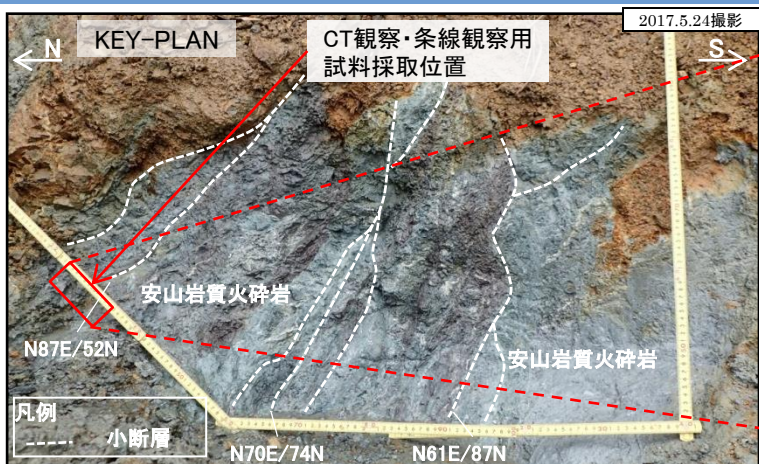 2017.5.24撮影
N
KEY-PLAN
CT観察・条線観察用
試料採取位置
S
安山岩質火砕岩
N87E/52N
安山岩質火砕岩
凡例
小断層
N70E/74N
N61E/87N